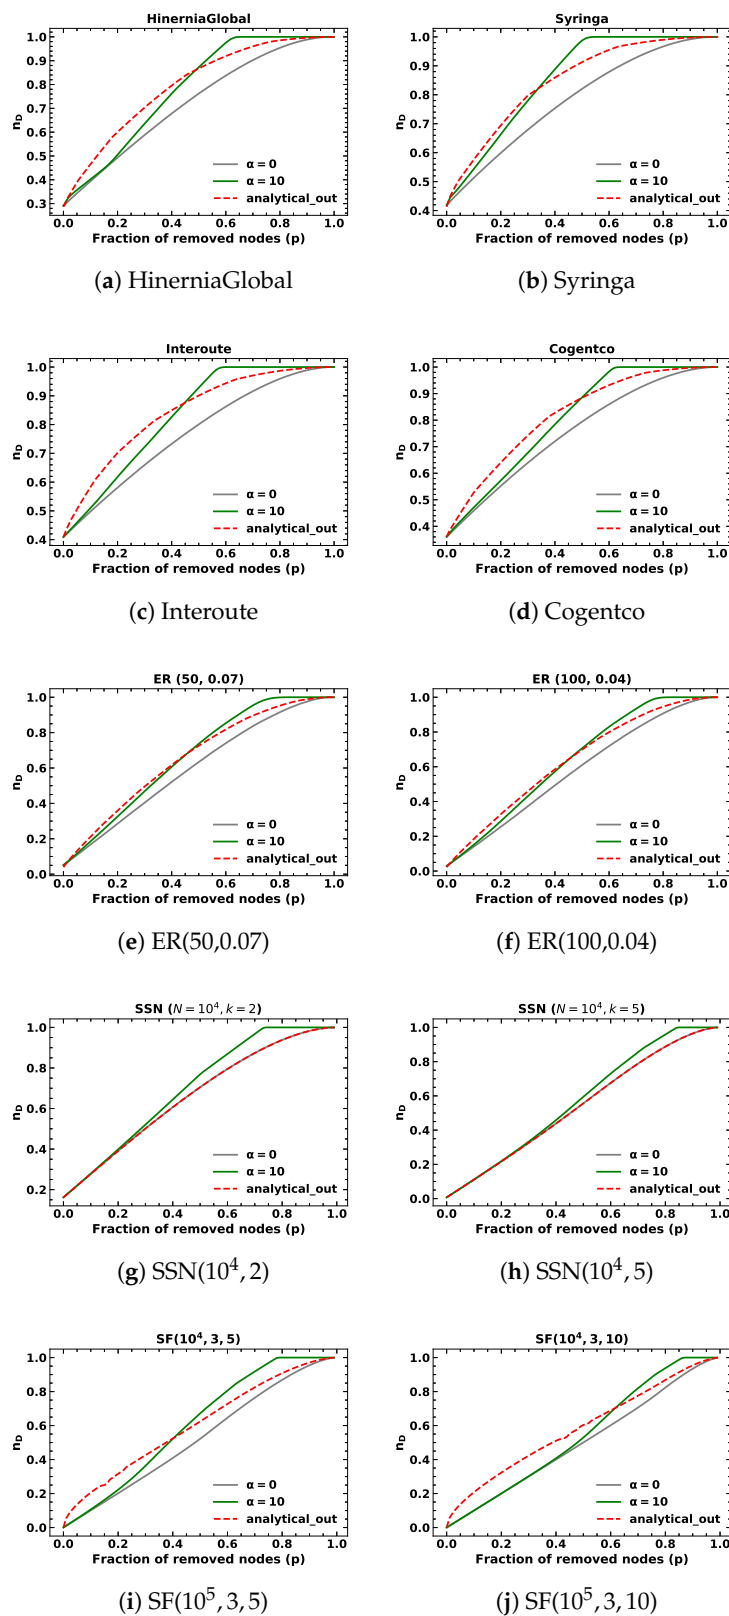 HinerniaGlobal
1.0
0.9
0.8
0.7
0.6
0.5
0.4
0.3
n_D
α = 0
α = 10
analytical_out
0.0 0.2 0.4 0.6 0.8 1.0
Fraction of removed nodes (p)
(a) HinerniaGlobal
Syringa
1.0
0.9
0.8
0.7
0.6
0.5
0.4
n_D
α = 0
α = 10
analytical_out
0.0 0.2 0.4 0.6 0.8 1.0
Fraction of removed nodes (p)
(b) Syringa
Interoute
1.0
0.9
0.8
0.7
0.6
0.5
0.4
n_D
α = 0
α = 10
analytical_out
0.0 0.2 0.4 0.6 0.8 1.0
Fraction of removed nodes (p)
(c) Interoute
Cogentco
1.0
0.9
0.8
0.7
0.6
0.5
0.4
n_D
α = 0
α = 10
analytical_out
0.0 0.2 0.4 0.6 0.8 1.0
Fraction of removed nodes (p)
(d) Cogentco
ER (50, 0.07)
1.0
0.8
0.6
0.4
0.2
0.0
n_D
α = 0
α = 10
analytical_out
0.0 0.2 0.4 0.6 0.8 1.0
Fraction of removed nodes (p)
(e) ER(50,0.07)
ER (100, 0.04)
1.0
0.8
0.6
0.4
0.2
0.0
n_D
α = 0
α = 10
analytical_out
0.0 0.2 0.4 0.6 0.8 1.0
Fraction of removed nodes (p)
(f) ER(100,0.04)
SSN (N = 10⁴, k = 2)
1.0
0.8
0.6
0.4
0.2
n_D
α = 0
α = 10
analytical_out
0.0 0.2 0.4 0.6 0.8 1.0
Fraction of removed nodes (p)
(g) SSN(10⁴, 2)
SSN (N = 10⁴, k = 5)
1.0
0.8
0.6
0.4
0.2
0.0
n_D
α = 0
α = 10
analytical_out
0.0 0.2 0.4 0.6 0.8 1.0
Fraction of removed nodes (p)
(h) SSN(10⁴, 5)
SF(10⁴, 3, 5)
1.0
0.8
0.6
0.4
0.2
0.0
n_D
α = 0
α = 10
analytical_out
0.0 0.2 0.4 0.6 0.8 1.0
Fraction of removed nodes (p)
(i) SF(10⁵, 3, 5)
SF(10⁴, 3, 10)
1.0
0.8
0.6
0.4
0.2
0.0
n_D
α = 0
α = 10
analytical_out
0.0 0.2 0.4 0.6 0.8 1.0
Fraction of removed nodes (p)
(j) SF(10⁵, 3, 10)